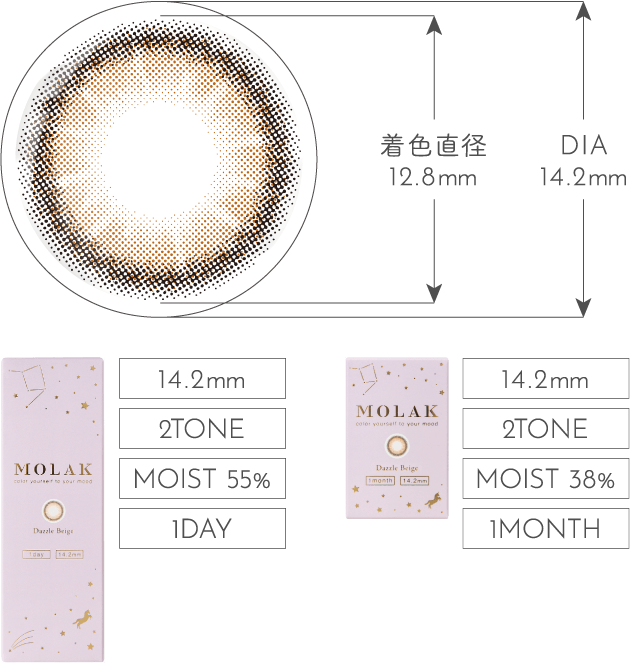 着色直径
12.8mm
DIA
14.2mm
MOLAK
color yourself to your mood
Dazzle Beige
1day
14.2mm
14.2mm
2TONE
MOIST 55%
1DAY
MOLAK
color yourself to your mood
Dazzle Beige
1month
14.2mm
14.2mm
2TONE
MOIST 38%
1MONTH